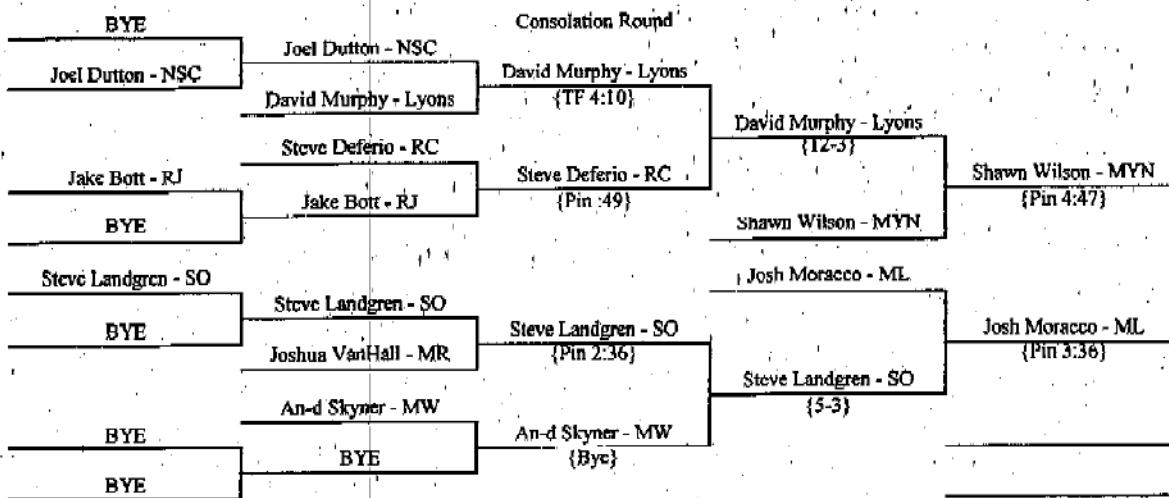 Consolation Round
BYE
Joel Dutton - NSC
Joel Dutton - NSC
David Murphy - Lyons
David Murphy - Lyons
{TF 4:10}
Steve Deferio - RC
Jake Bott - RJ
BYE
Jake Bott - RJ
Steve Deferio - RC
{Pin :49}
David Murphy - Lyons
{12-3}
Shawn Wilson - MYN
Shawn Wilson - MYN
{Pin 4:47}
Steve Landgren - SO
BYE
Steve Landgren - SO
Joshua VanHall - MR
Steve Landgren - SO
{Pin 2:36}
An-d Skyner - MW
BYE
BYE
BYE
An-d Skyner - MW
{Bye}
Josh Moracco - ML
Steve Landgren - SO
{5-3}
Josh Moracco - ML
{Pin 3:36}